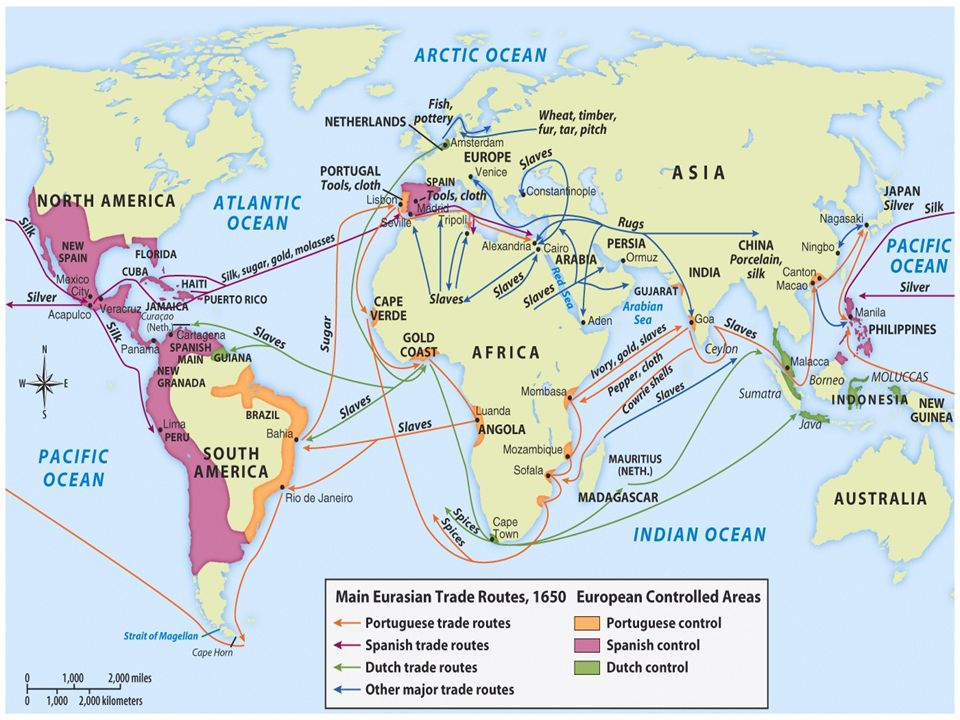 ARCTIC OCEAN
Fish,
pottery
NETHERLANDS
Wheat, timber,
fur, tar, pitch
Amsterdam
EUROPE
Venice
Slaves
ASIA
PORTUGAL
Tools, cloth
SPAIN
Tools, cloth
Constantinople
Lisbon
Madrid
Seville
Tripoli
NORTH AMERICA
ATLANTIC
OCEAN
JAPAN
Silver
Silk
Nagasaki
Silk
Rugs
Alexandria
Cairo
PERSIA
Ormuz
ARABIA
CHINA
Porcelain,
silk
Ningbo
PACIFIC
OCEAN
NEW
SPAIN
FLORIDA
CUBA
HAITI
PUERTO RICO
JAMAICA
Silk, sugar, gold, molasses
Mexico
City
Veracruz
Acapulco
Silver
Silk
Curaçao
(Neth.)
Cartagena
Panama
SPANISH
MAIN
GUIANA
NEW
GRANADA
Slaves
Sugar
CAPE
VERDE
GOLD
COAST
Slaves
Slaves
Slaves
Red Sea
Aden
AFRICA
GUJARAT
Arabian
Sea
INDIA
Goa
Ceylon
Slaves
Canton
Macao
Silver
Manila
PHILIPPINES
Malacca
Borneo
MOLUCCAS
Sumatra
INDONESIA
NEW
GUINEA
Java
Ivory, gold, slaves
Pepper, cloth
Cowrie shells
Slaves
Mombasa
N
W
E
S
BRAZIL
Bahia
Slaves
Slaves
Luanda
ANGOLA
Lima
PERU
SOUTH
AMERICA
Mozambique
Sofala
MAURITIUS
(NETH.)
MADAGASCAR
PACIFIC
OCEAN
Rio de Janeiro
Spices
Spices
Cape
Town
INDIAN OCEAN
AUSTRALIA
Strait of Magellan
Cape Horn
0 1,000 2,000 miles
0 1,000 2,000 kilometers
Main Eurasian Trade Routes, 1650
Portuguese trade routes
Spanish trade routes
Dutch trade routes
Other major trade routes
European Controlled Areas
Portuguese control
Spanish control
Dutch control